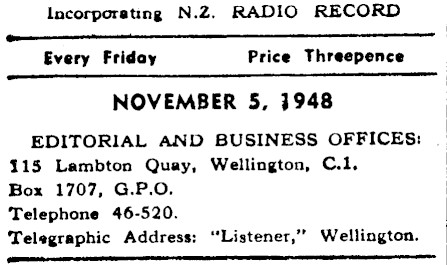 Incorporating N.Z. RADIO RECORD
Every Friday Price Threepence
NOVEMBER 5, 1948
EDITORIAL AND BUSINESS OFFICES:
115 Lambton Quay, Wellington, C.1.
Box 1707, G.P.O.
Telephone 46-520.
Telegraphic Address: "Listener," Wellington.